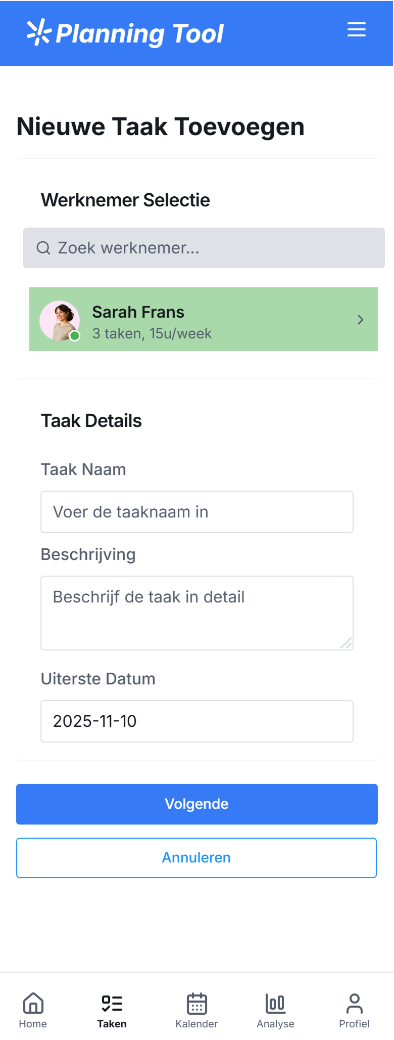 Planning Tool
Nieuwe Taak Toevoegen
Werknemer Selectie
Zoek werknemer...
Sarah Frans
3 taken, 15u/week
Taak Details
Taak Naam
Voer de taaknaam in
Beschrijving
Beschrijf de taak in detail
Uiterste Datum
2025-11-10
Volgende
Annuleren
Home Taken Kalender Analyse Profiel